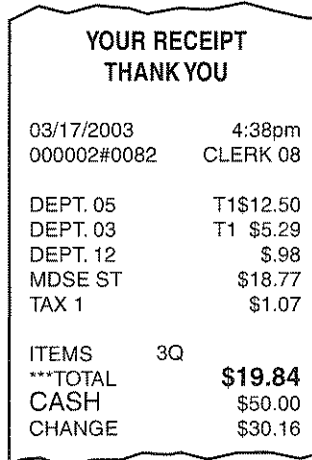 YOUR RECEIPT
THANK YOU
03/17/2003 4:38pm
000002#0082 CLERK 08
DEPT. 05 T1$12.50
DEPT. 03 T1 $5.29
DEPT. 12 $.98
MDSE ST $18.77
TAX 1 $1.07
ITEMS 3Q
***TOTAL $19.84
CASH $50.00
CHANGE $30.16